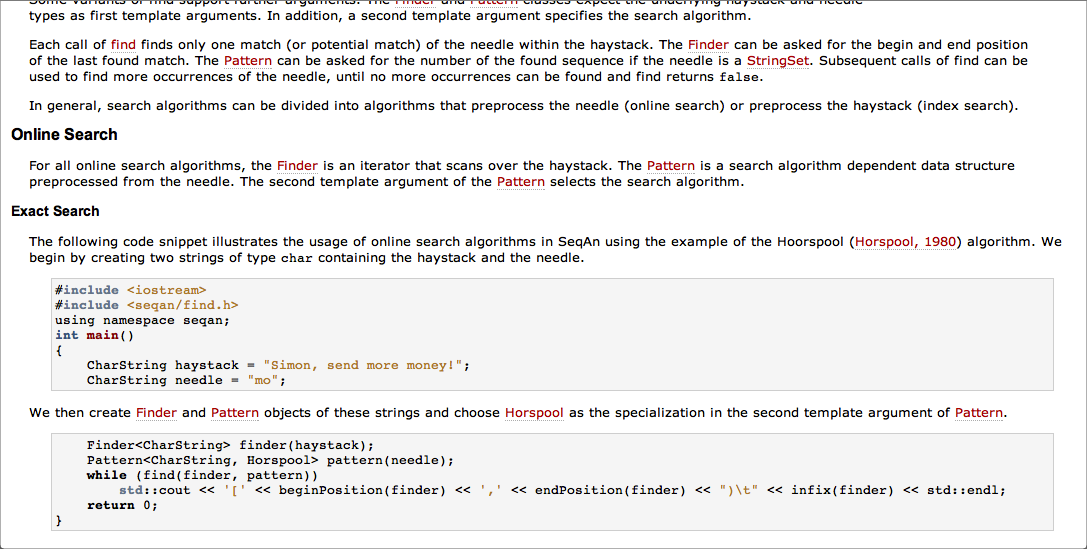 types as first template arguments. In addition, a second template argument specifies the search algorithm.
Each call of find finds only one match (or potential match) of the needle within the haystack. The Finder can be asked for the begin and end position
of the last found match. The Pattern can be asked for the number of the found sequence if the needle is a StringSet. Subsequent calls of find can be
used to find more occurrences of the needle, until no more occurrences can be found and find returns false.
In general, search algorithms can be divided into algorithms that preprocess the needle (online search) or preprocess the haystack (index search).
Online Search
For all online search algorithms, the Finder is an iterator that scans over the haystack. The Pattern is a search algorithm dependent data structure
preprocessed from the needle. The second template argument of the Pattern selects the search algorithm.
Exact Search
The following code snippet illustrates the usage of online search algorithms in SeqAn using the example of the Hoorspool (Horspool, 1980) algorithm. We
begin by creating two strings of type char containing the haystack and the needle.
#include <iostream>
#include <seqan/find.h>
using namespace seqan;
int main()
{
    CharString haystack = "Simon, send more money!";
    CharString needle = "mo";
We then create Finder and Pattern objects of these strings and choose Horspool as the specialization in the second template argument of Pattern.
    Finder<CharString> finder(haystack);
    Pattern<CharString, Horspool> pattern(needle);
    while (find(finder, pattern))
        std::cout << '[' << beginPosition(finder) << ',' << endPosition(finder) << ")\t" << infix(finder) << std::endl;
    return 0;
}